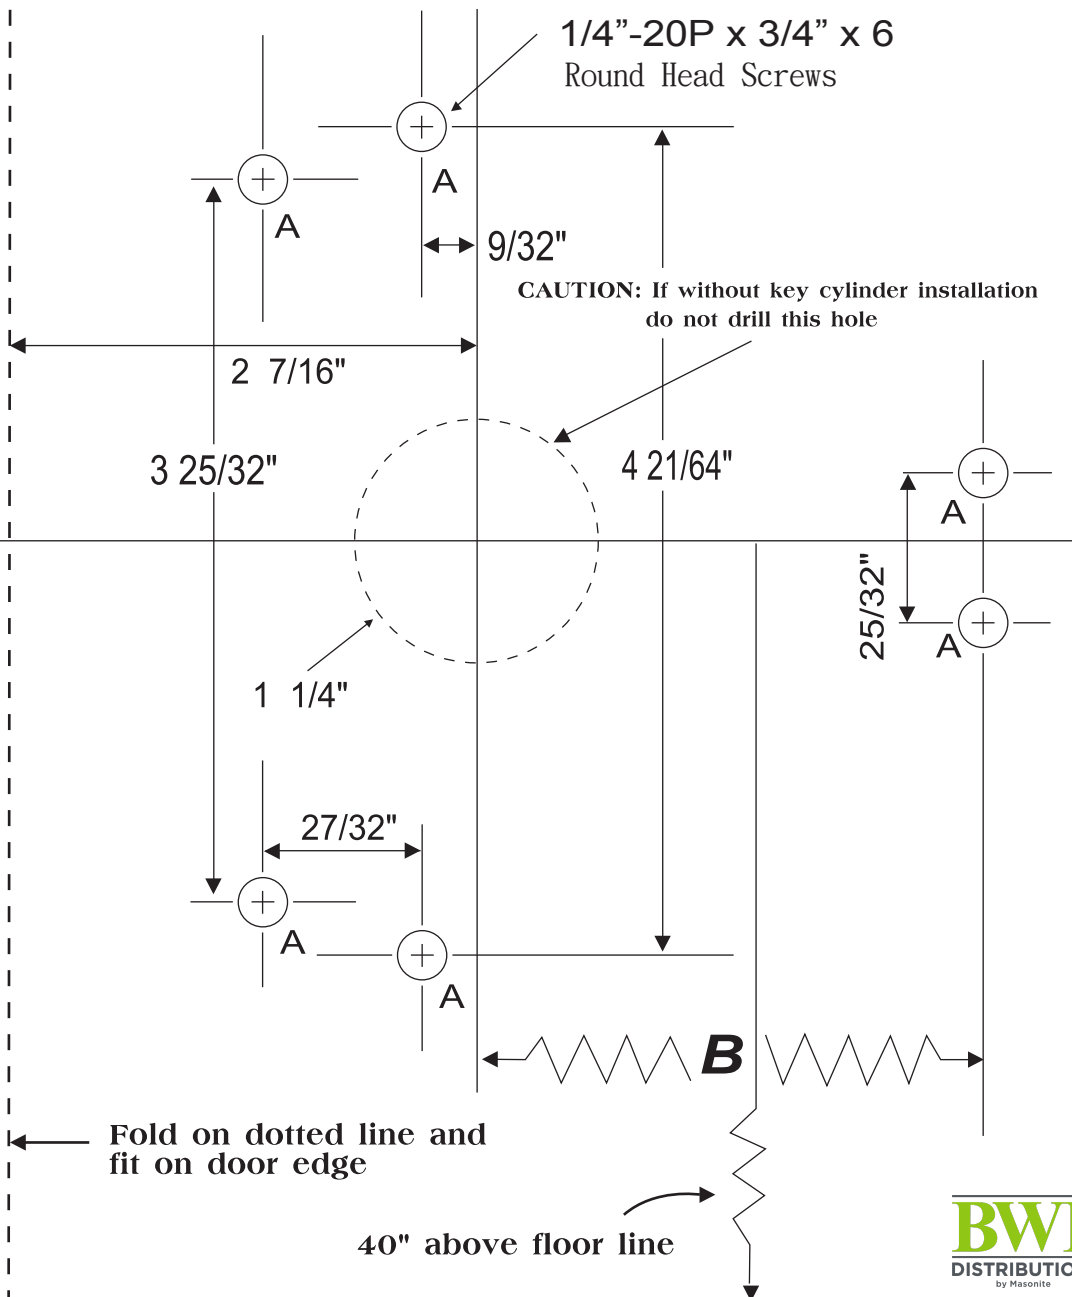 1/4”-20P x 3/4” x 6
Round Head Screws
A
A
9/32"
CAUTION: If without key cylinder installation
do not drill this hole
2 7/16"
3 25/32"
4 21/64"
A
25/32"
A
1 1/4"
27/32"
A
A
B
Fold on dotted line and
fit on door edge
40" above floor line
BWI
DISTRIBUTIO
by Masonite